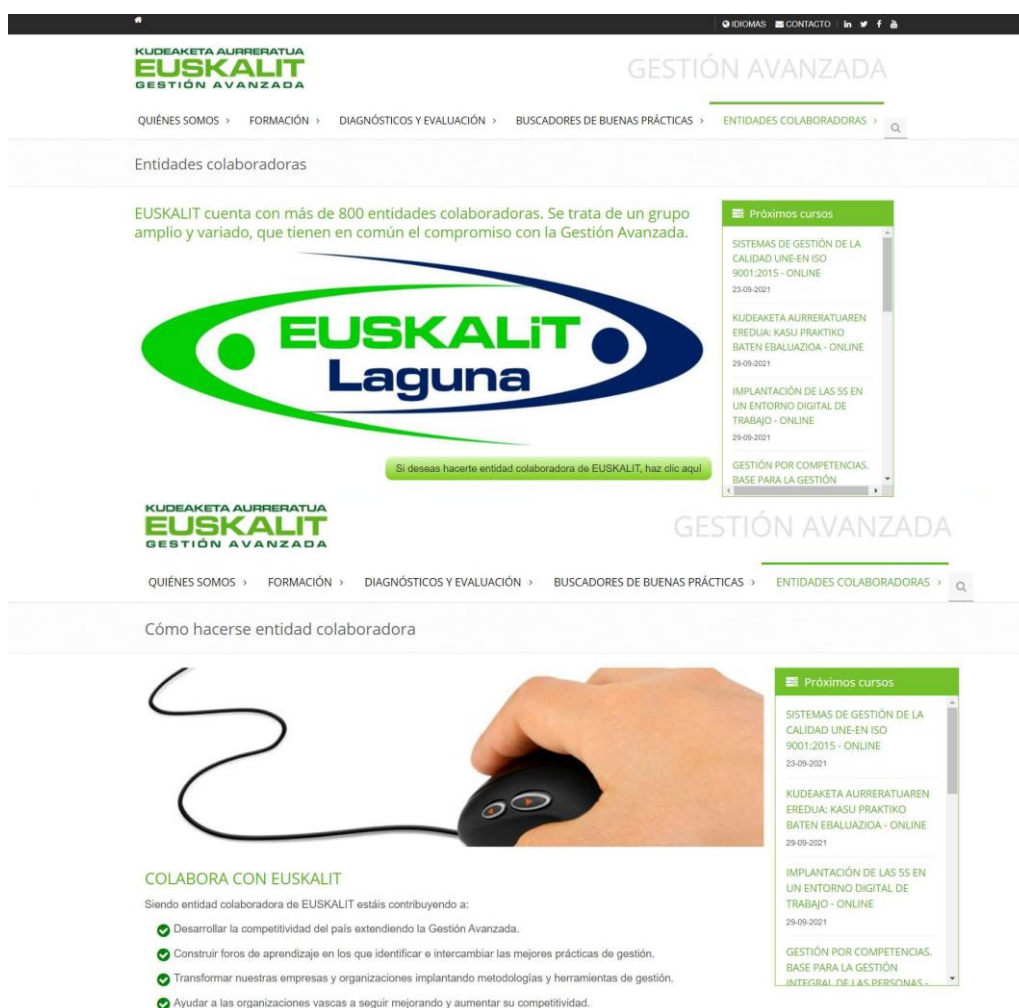 IDIOMAS CONTACTO
KUDEAKETA AURRERATUA
EUSKALIT
GESTIÓN AVANZADA
GESTIÓN AVANZADA
QUIÉNES SOMOS › FORMACIÓN › DIAGNÓSTICOS Y EVALUACIÓN › BUSCADORES DE BUENAS PRÁCTICAS › ENTIDADES COLABORADORAS ›
Entidades colaboradoras
EUSKALIT cuenta con más de 800 entidades colaboradoras. Se trata de un grupo
amplio y variado, que tienen en común el compromiso con la Gestión Avanzada.
EUSKALiT
Laguna
Si deseas hacerte entidad colaboradora de EUSKALIT, haz clic aquí
Próximos cursos
SISTEMAS DE GESTIÓN DE LA
CALIDAD UNE-EN ISO
9001:2015 - ONLINE
23-09-2021
KUDEAKETA AURRERATUAREN
EREDUA: KASU PRAKTIKO
BATEN EBALUAZIOA - ONLINE
29-09-2021
IMPLANTACIÓN DE LAS 5S EN
UN ENTORNO DIGITAL DE
TRABAJO - ONLINE
29-09-2021
GESTIÓN POR COMPETENCIAS.
BASE PARA LA GESTIÓN
KUDEAKETA AURRERATUA
EUSKALIT
GESTIÓN AVANZADA
GESTIÓN AVANZADA
QUIÉNES SOMOS › FORMACIÓN › DIAGNÓSTICOS Y EVALUACIÓN › BUSCADORES DE BUENAS PRÁCTICAS › ENTIDADES COLABORADORAS ›
Cómo hacerse entidad colaboradora
COLABORA CON EUSKALIT
Siendo entidad colaboradora de EUSKALIT estáis contribuyendo a:
Desarrollar la competitividad del país extendiendo la Gestión Avanzada.
Construir foros de aprendizaje en los que identificar e intercambiar las mejores prácticas de gestión.
Transformar nuestras empresas y organizaciones implantando metodologías y herramientas de gestión.
Ayudar a las organizaciones vascas a seguir mejorando y aumentar su competitividad.
Próximos cursos
SISTEMAS DE GESTIÓN DE LA
CALIDAD UNE-EN ISO
9001:2015 - ONLINE
23-09-2021
KUDEAKETA AURRERATUAREN
EREDUA: KASU PRAKTIKO
BATEN EBALUAZIOA - ONLINE
29-09-2021
IMPLANTACIÓN DE LAS 5S EN
UN ENTORNO DIGITAL DE
TRABAJO - ONLINE
29-09-2021
GESTIÓN POR COMPETENCIAS.
BASE PARA LA GESTIÓN
INTEGRAL DE LAS PERSONAS -